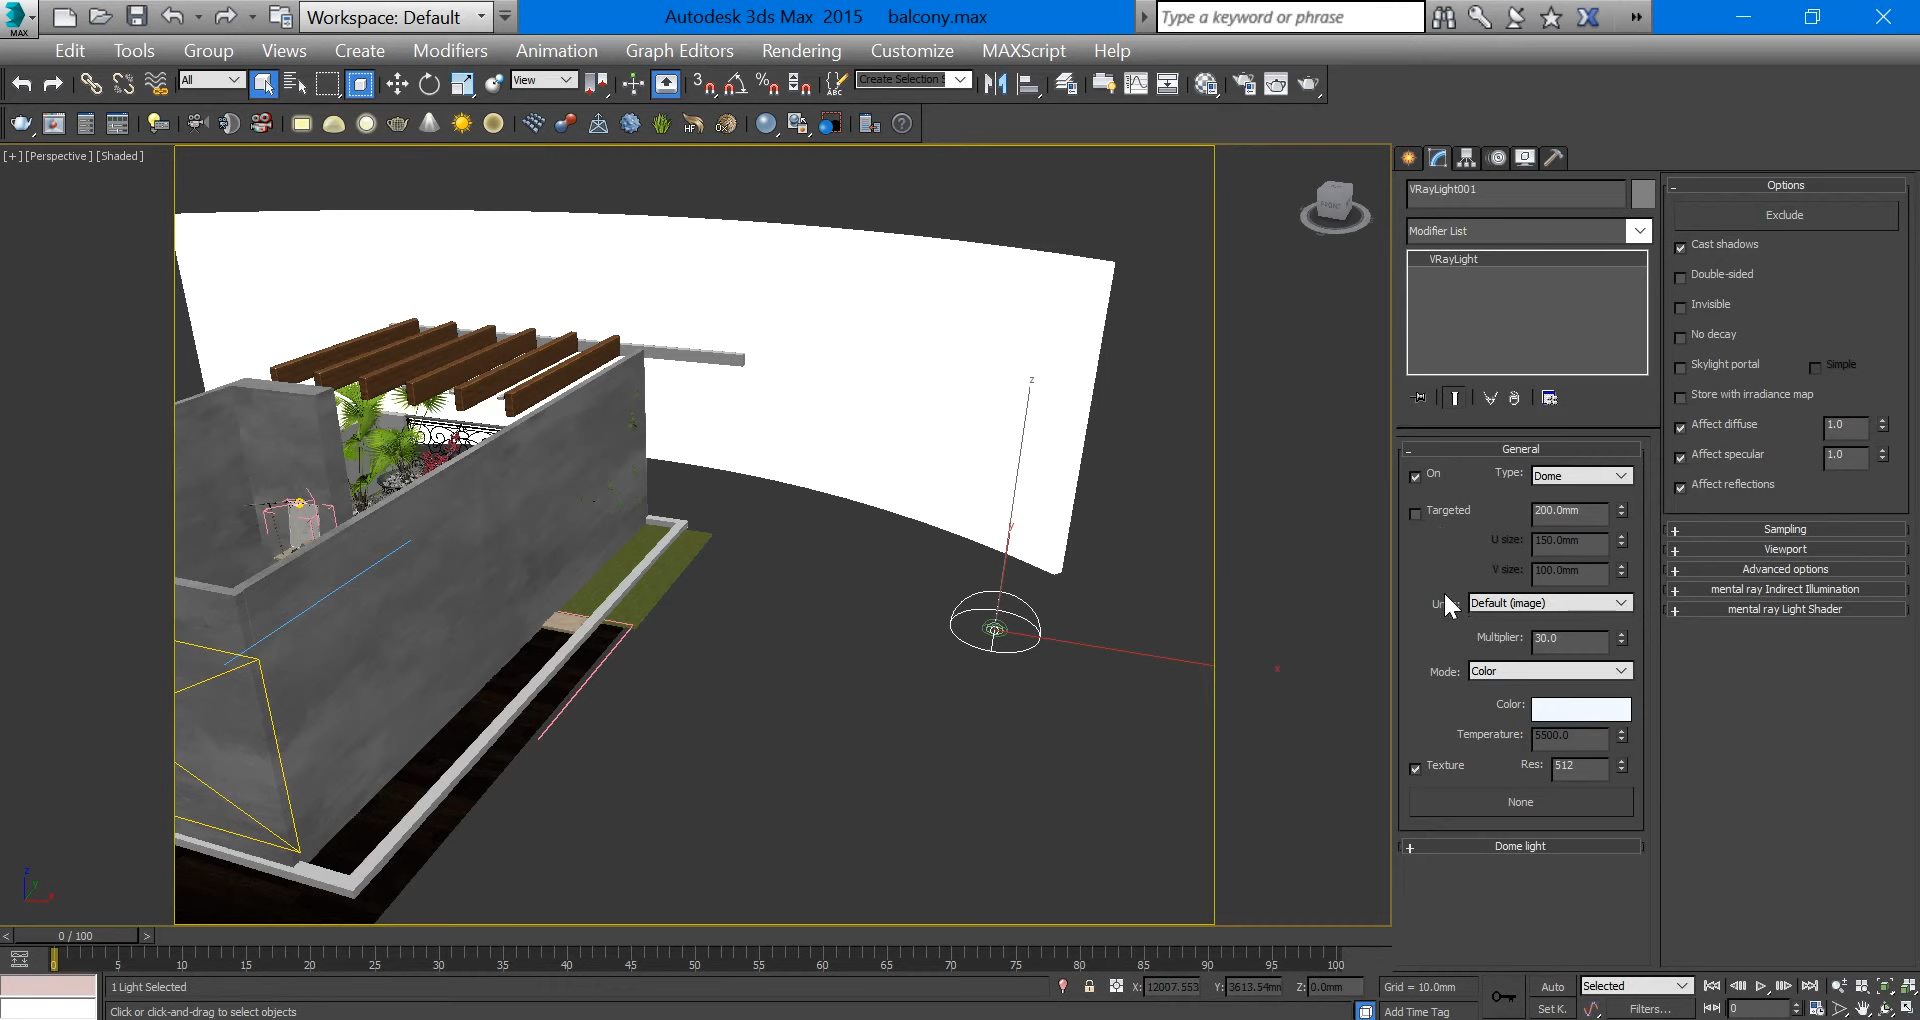 MAX
Workspace: Default
Autodesk 3ds Max 2015 balcony.max
Type a keyword or phrase
Edit Tools Group Views Create Modifiers Animation Graph Editors Rendering Customize MAXScript Help
All
View
3
ABC
Create Selection S
HF
[+] [Perspective] [Shaded]
FRONT
z
y
x
VRayLight001
Modifier List
VRayLight
General
On Type: Dome
Targeted 200.0mm
U size: 150.0mm
V size: 100.0mm
Default (image)
Multiplier: 30.0
Mode: Color
Color:
Temperature: 5500.0
Texture Res: 512
None
Dome light
Options
Exclude
Cast shadows
Double-sided
Invisible
No decay
Skylight portal Simple
Store with irradiance map
Affect diffuse 1.0
Affect specular 1.0
Affect reflections
Sampling
Viewport
Advanced options
mental ray Indirect Illumination
mental ray Light Shader
z
y
x
< 0 / 100 >
0 5 10 15 20 25 30 35 40 45 50 55 60 65 70 75 80 85 90 95 100
1 Light Selected
X: 12007.553 Y: 3613.54mm Z: 0.0mm
Grid = 10.0mm
Auto
Selected
Click or click-and-drag to select objects
Add Time Tag
Set K.
Filters...
0